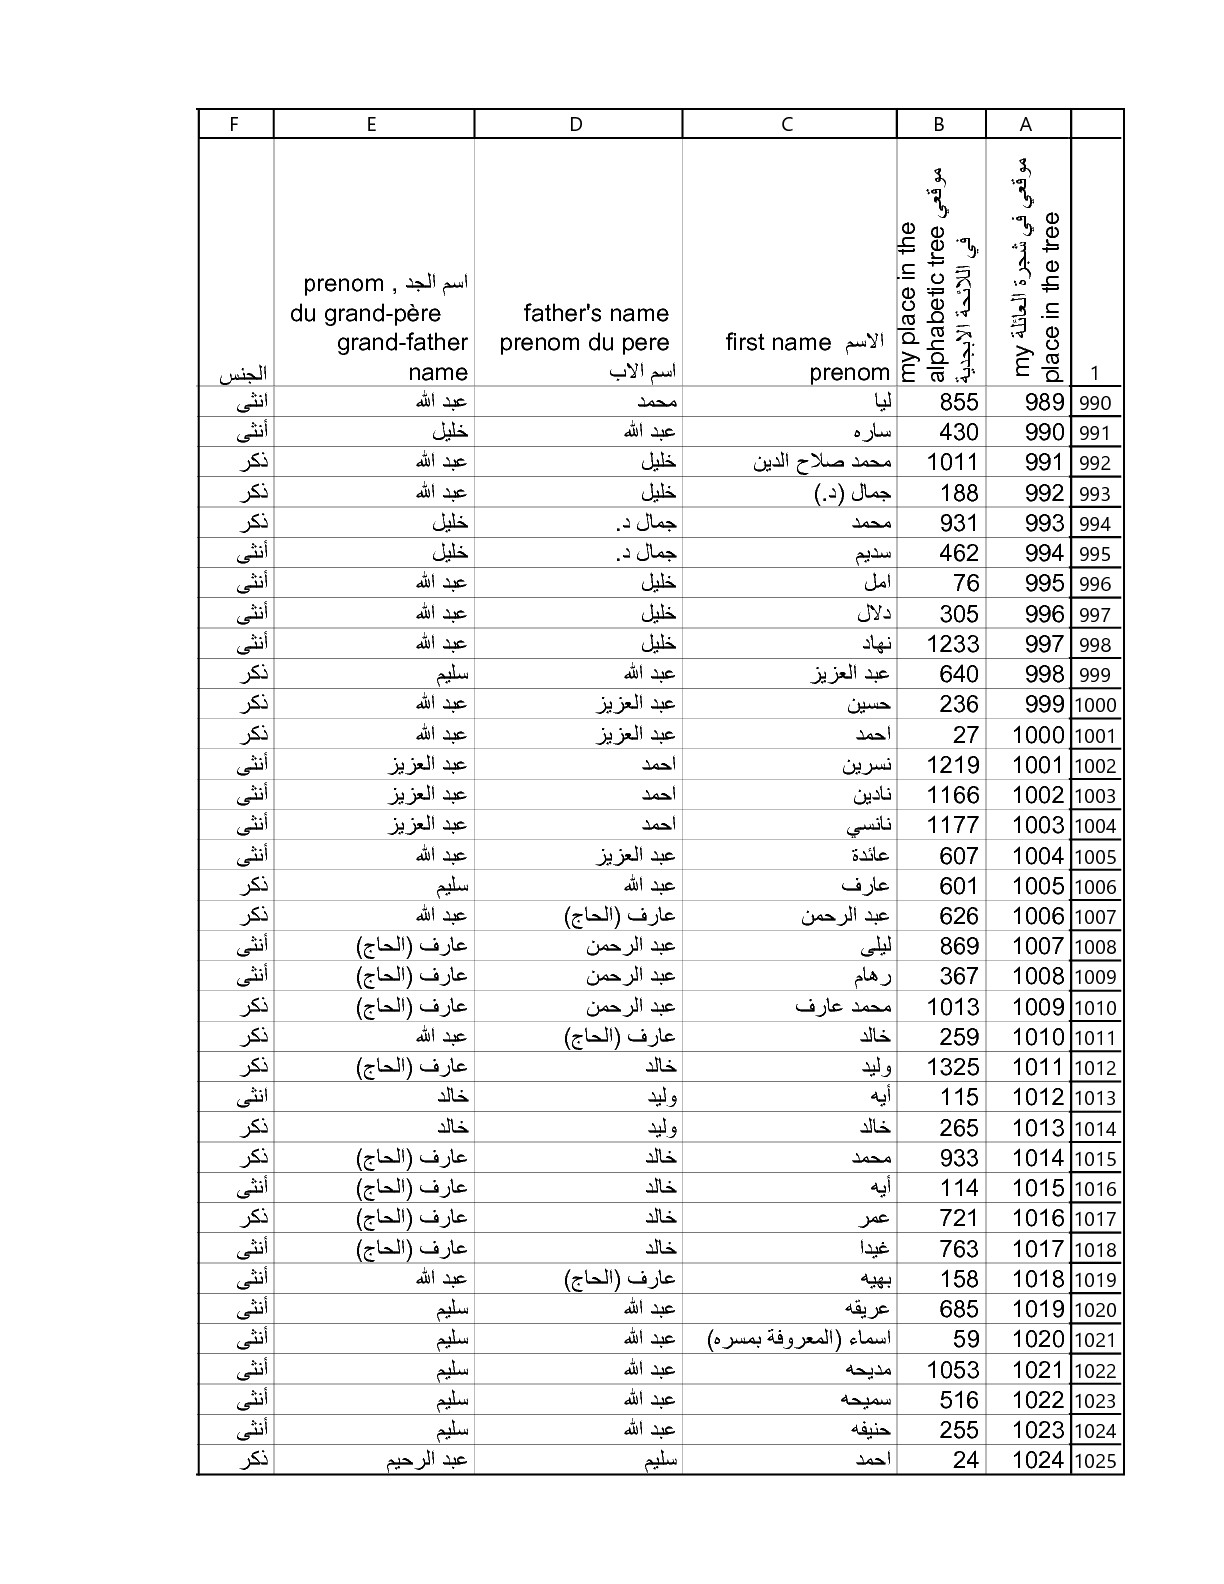 A B C D E F
1 موقعي في شجرة العائلة my place in the tree موقعي في اللائحة الابجدية my place in the alphabetic tree الاسم first name prenom father's name prenom du pere اسم الاب اسم الجد , prenom du grand-père grand-father name الجنس
990 989 855 ليا محمد عبد الله انثى
991 990 430 ساره عبد الله خليل أنثى
992 991 1011 محمد صلاح الدين خليل عبد الله ذكر
993 992 188 جمال (د.) خليل عبد الله ذكر
994 993 931 محمد جمال د. خليل ذكر
995 994 462 سديم جمال د. خليل أنثى
996 995 76 امل خليل عبد الله أنثى
997 996 305 دلال خليل عبد الله أنثى
998 997 1233 نهاد خليل عبد الله أنثى
999 998 640 عبد العزيز عبد الله سليم ذكر
1000 999 236 حسين عبد العزيز عبد الله ذكر
1001 1000 27 احمد عبد العزيز عبد الله ذكر
1002 1001 1219 نسرين احمد عبد العزيز أنثى
1003 1002 1166 نادين احمد عبد العزيز أنثى
1004 1003 1177 نانسي احمد عبد العزيز أنثى
1005 1004 607 عائدة عبد العزيز عبد الله أنثى
1006 1005 601 عارف عبد الله سليم ذكر
1007 1006 626 عبد الرحمن عارف (الحاج) عبد الله ذكر
1008 1007 869 ليلى عبد الرحمن عارف (الحاج) أنثى
1009 1008 367 رهام عبد الرحمن عارف (الحاج) أنثى
1010 1009 1013 محمد عارف عبد الرحمن عارف (الحاج) ذكر
1011 1010 259 خالد عارف (الحاج) عبد الله ذكر
1012 1011 1325 وليد خالد عارف (الحاج) ذكر
1013 1012 115 أيه وليد خالد انثى
1014 1013 265 خالد وليد خالد ذكر
1015 1014 933 محمد خالد عارف (الحاج) ذكر
1016 1015 114 أيه خالد عارف (الحاج) أنثى
1017 1016 721 عمر خالد عارف (الحاج) ذكر
1018 1017 763 غيدا خالد عارف (الحاج) أنثى
1019 1018 158 بهيه عارف (الحاج) عبد الله أنثى
1020 1019 685 عريقه عبد الله سليم أنثى
1021 1020 59 اسماء (المعروفة بمسره) عبد الله سليم أنثى
1022 1021 1053 مديحه عبد الله سليم أنثى
1023 1022 516 سميحه عبد الله سليم أنثى
1024 1023 255 حنيفه عبد الله سليم أنثى
1025 1024 24 احمد سليم عبد الرحيم ذكر